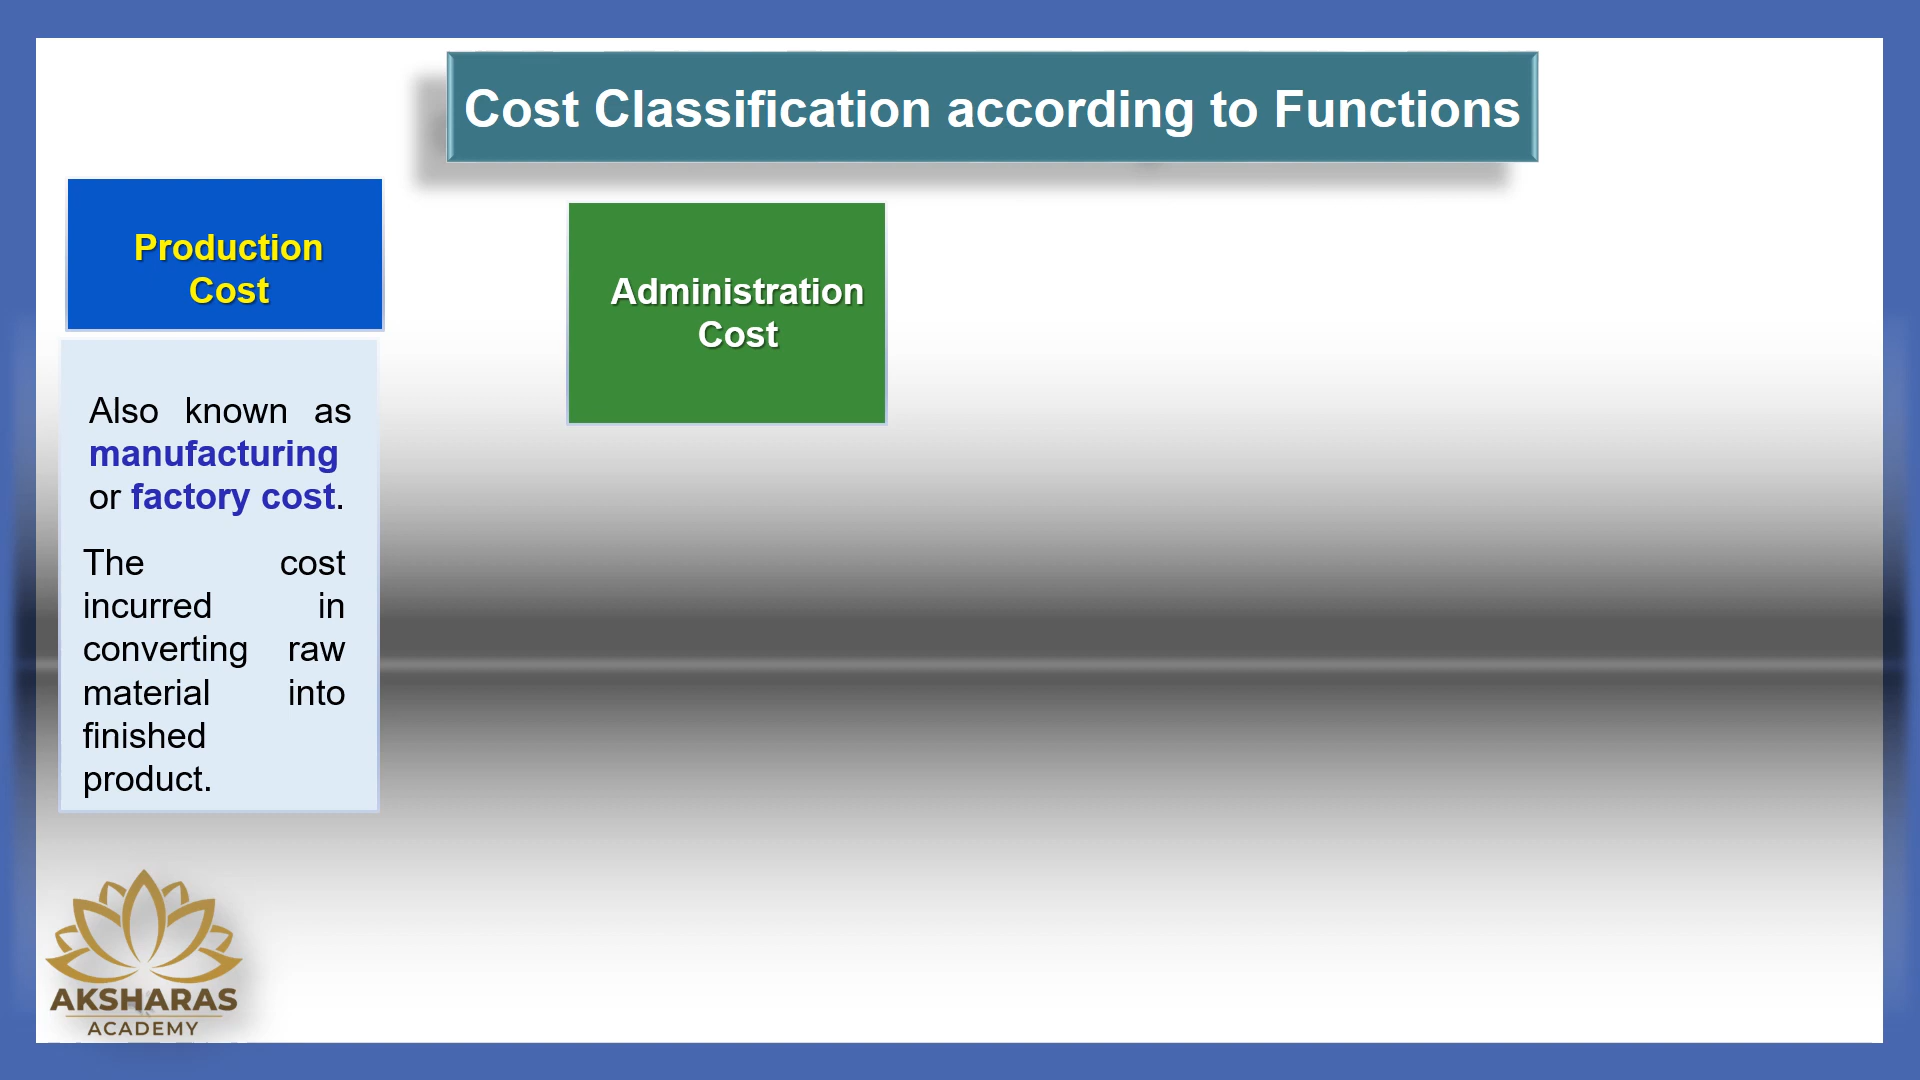 Cost Classification according to Functions
Production
Cost
Also known as
manufacturing
or factory cost.
The cost
incurred in
converting raw
material into
finished
product.
Administration
Cost
AKSHARAS
ACADEMY